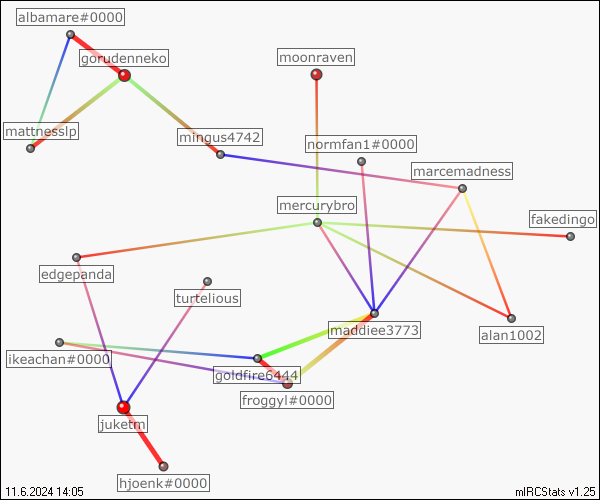 albamare#0000
gorudenneko
moonraven
mattnesslp
mingus4742
normfan1#0000
marcemadness
mercurybro
fakedingo
edgepanda
turtelious
maddiee3773
alan1002
ikeachan#0000
goldfire6444
froggyl#0000
juketm
hjoenk#0000
11.6.2024 14:05
mIRCStats v1.25